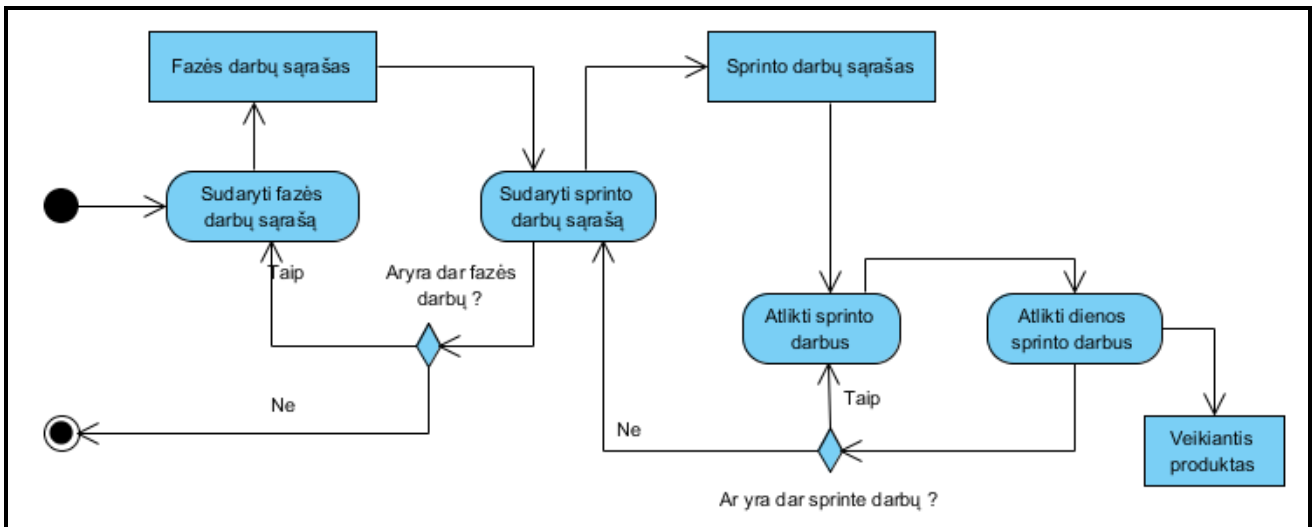 Fazės darbų sąrašas
Sprinto darbų sąrašas
Sudaryti fazės
darbų sąrašą
Sudaryti sprinto
darbų sąrašą
Taip
Aryra dar fazės
darbų ?
Atlikti sprinto
darbus
Atlikti dienos
sprinto darbus
Ne
Taip
Ne
Veikiantis
produktas
Ar yra dar sprinte darbų ?